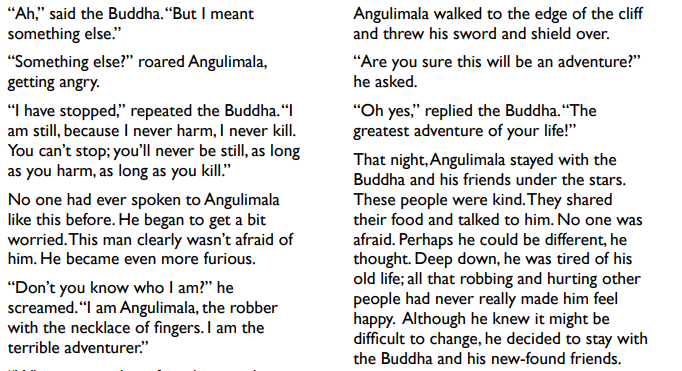 “Ah,” said the Buddha.“But I meant
something else.”
“Something else?” roared Angulimala,
getting angry.
“I have stopped,” repeated the Buddha.“I
am still, because I never harm, I never kill.
You can’t stop; you’ll never be still, as long
as you harm, as long as you kill.”
No one had ever spoken to Angulimala
like this before. He began to get a bit
worried.This man clearly wasn’t afraid of
him. He became even more furious.
“Don’t you know who I am?” he
screamed.“I am Angulimala, the robber
with the necklace of fingers. I am the
terrible adventurer.”
Angulimala walked to the edge of the cliff
and threw his sword and shield over.
“Are you sure this will be an adventure?”
he asked.
“Oh yes,” replied the Buddha.“The
greatest adventure of your life!”
That night,Angulimala stayed with the
Buddha and his friends under the stars.
These people were kind.They shared
their food and talked to him. No one was
afraid. Perhaps he could be different, he
thought. Deep down, he was tired of his
old life; all that robbing and hurting other
people had never really made him feel
happy. Although he knew it might be
difficult to change, he decided to stay with
the Buddha and his new-found friends.